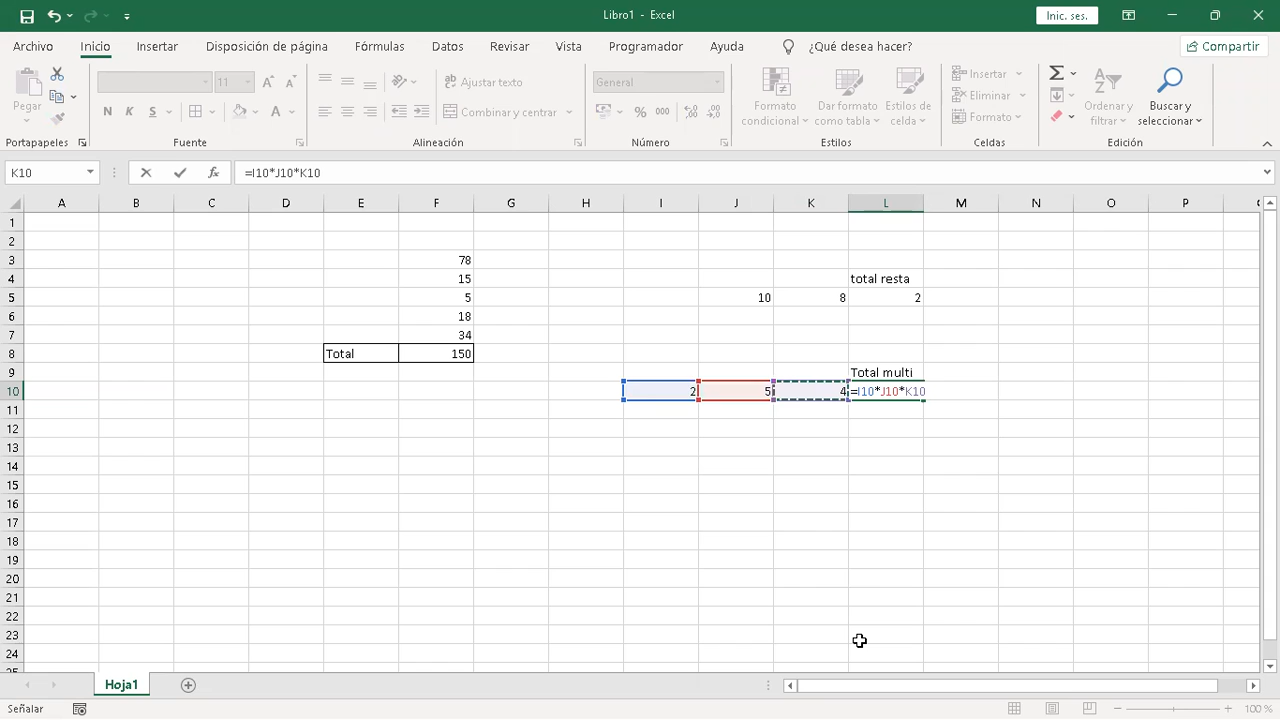 Libro1 - Excel
Inic. ses.
Archivo Inicio Insertar Disposición de página Fórmulas Datos Revisar Vista Programador Ayuda ¿Qué desea hacer? Compartir
Pegar
11
N K S
Ajustar texto
Combinar y centrar
General
% 000
Formato condicional
Dar formato como tabla
Estilos de celda
Insertar
Eliminar
Formato
Ordenar y filtrar
Buscar y seleccionar
Portapapeles Fuente Alineación Número Estilos Celdas Edición
K10 fx =I10*J10*K10
A B C D E F G H I J K L M N O P
1
2
3 78
4 15 total resta
5 5 10 8 2
6 18
7 34
8 Total 150
9 Total multi
10 2 5 4 =I10*J10*K10
11
12
13
14
15
16
17
18
19
20
21
22
23
24
25
Hoja1
Señalar 100 %